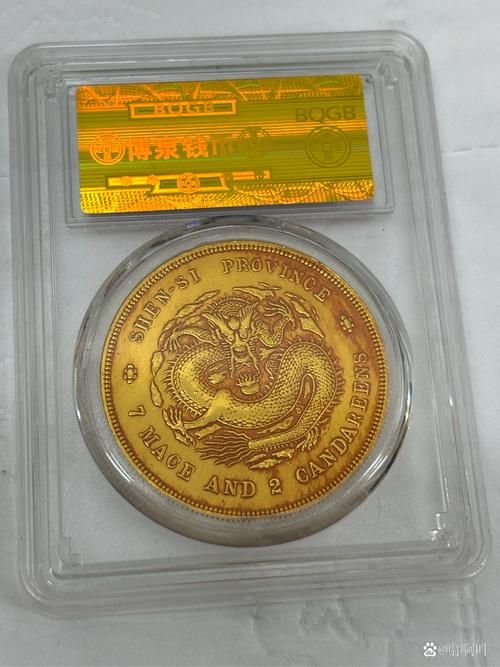 BQGB
BQGB
博泉钱币
SHEN-SI PROVINCE
7 MACE AND 2 CANDAREENS